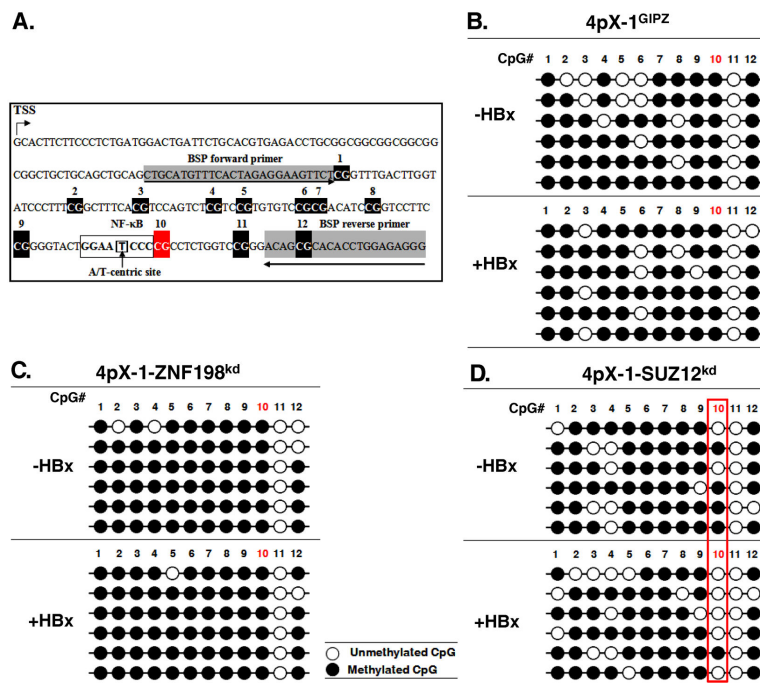 A.
TSS
GCACTTCTTCCCTCTGATGGACTGATTCTGCACGTGAGACCTGCGGCGGCGGCGGCGG
BSP forward primer 1
CGGCTGCTGCAGCTGCAGCTGCATGTTTCACTAGAGGAAGTTCTCGGTTTGACTTGGT
2 3 4 5 6 7 8
ATCCCTTTCGGCTTTCACGTCCAGTCTCGTCCGTGTGTCCGCGACATCCGGTCCTTC
9 NF-κB 10 11 12 BSP reverse primer
CGGGGTACTGGAATCCCCCGCCTCTGGTCCGGGACAGCGCACACCTGGAGAGGG
A/T-centric site
B.
4pX-1GIPZ
CpG# 1 2 3 4 5 6 7 8 9 10 11 12
-HBx
1 2 3 4 5 6 7 8 9 10 11 12
+HBx
C.
4pX-1-ZNF198kd
CpG#
1 2 3 4 5 6 7 8 9 10 11 12
-HBx
1 2 3 4 5 6 7 8 9 10 11 12
+HBx
Unmethylated CpG
Methylated CpG
D.
4pX-1-SUZ12kd
CpG# 1 2 3 4 5 6 7 8 9 10 11 12
-HBx
1 2 3 4 5 6 7 8 9 10 11 12
+HBx